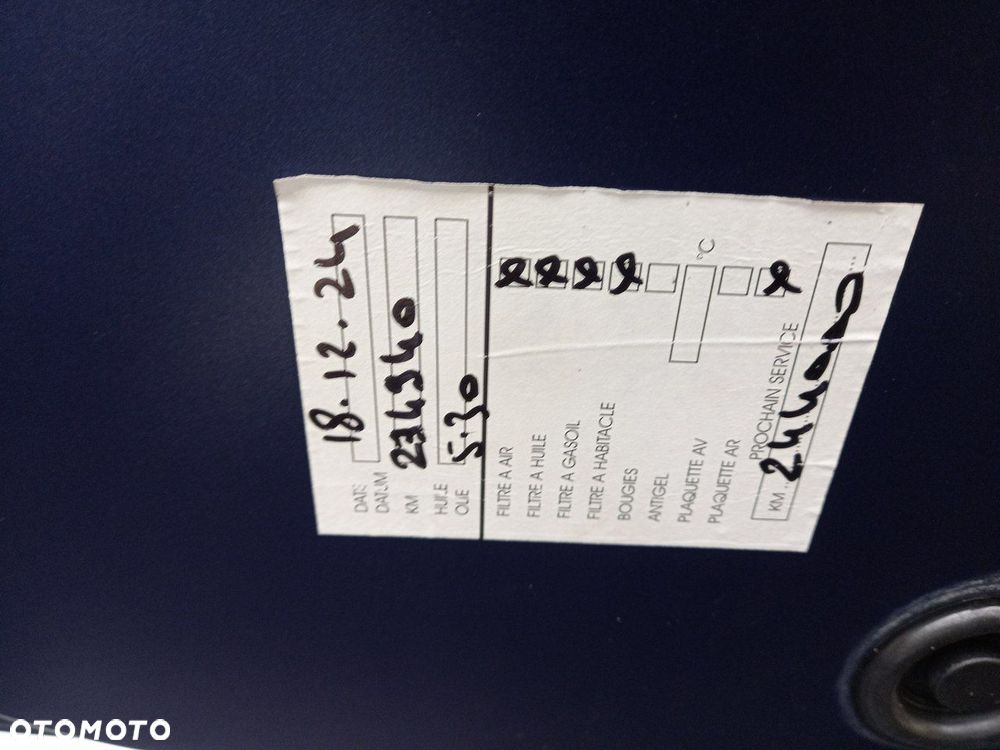 DATE 18.12.24
DATUM
KM
HUILE 5.30
OLIE
FILTRE A AIR x
FILTRE A HUILE x
FILTRE A GASOIL x
FILTRE A HABITACLE x
BOUGIES
ANTIGEL °C
PLAQUETTE AV
PLAQUETTE AR x
PROCHAIN SERVICE
KM 244000
OTOMOTO